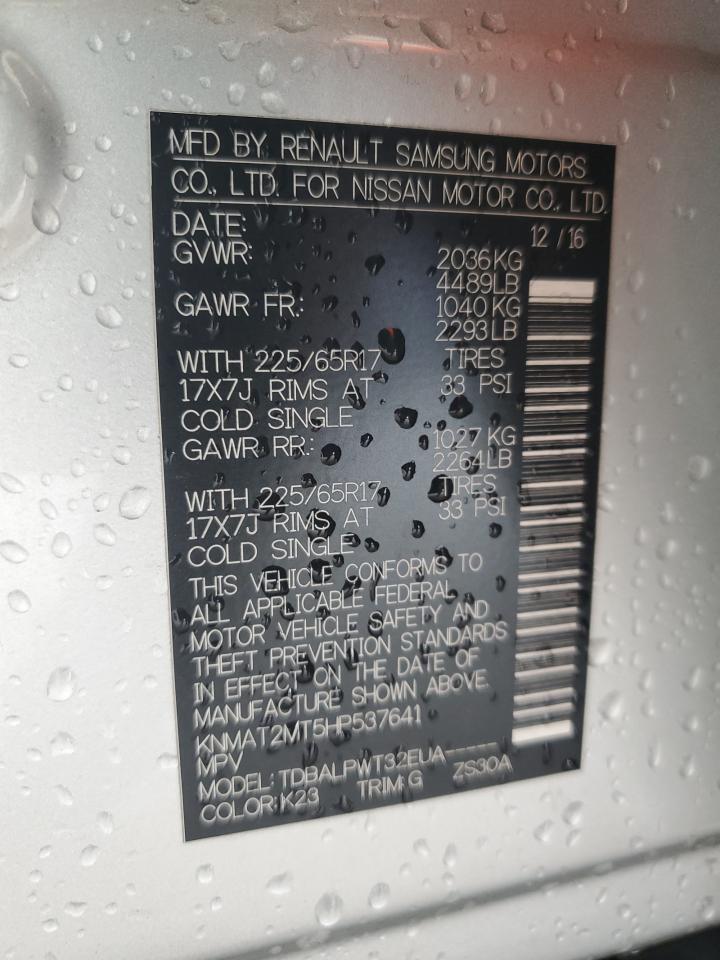 MFD BY RENAULT SAMSUNG MOTORS
CO., LTD. FOR NISSAN MOTOR CO., LTD.
DATE: 12 / 16
GVWR: 2036KG
4489LB
GAWR FR.: 1040KG
2293LB
WITH 225/65R17 TIRES
17X7J RIMS AT 33 PSI
COLD SINGLE
GAWR RR.: 1027KG
2264LB
WITH 225/65R17 TIRES
17X7J RIMS AT 33 PSI
COLD SINGLE
THIS VEHICLE CONFORMS TO
ALL APPLICABLE FEDERAL
MOTOR VEHICLE SAFETY AND
THEFT PREVENTION STANDARDS
IN EFFECT ON THE DATE OF
MANUFACTURE SHOWN ABOVE.
KNMAT2MT5HP537641
MPV
MODEL: TDBALPWT32EUA-----
COLOR: K23 TRIM: G ZS30A